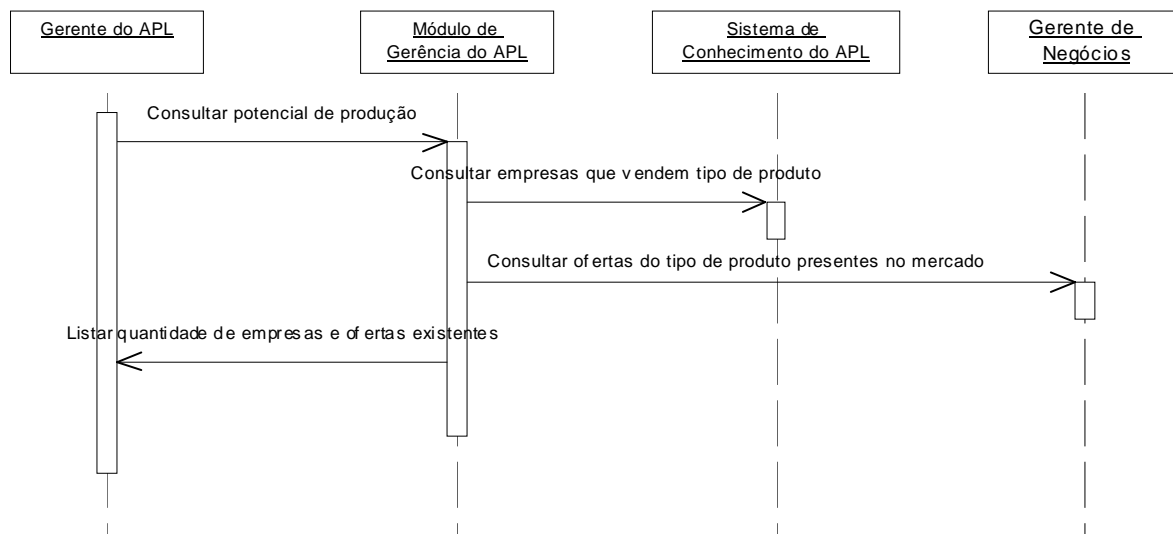 Gerente do APL
Módulo de
Gerência do APL
Sistema de
Conhecimento do APL
Gerente de
Negócios
Consultar potencial de produção
Consultar empresas que vendem tipo de produto
Consultar ofertas do tipo de produto presentes no mercado
Listar quantidade de empresas e ofertas existentes